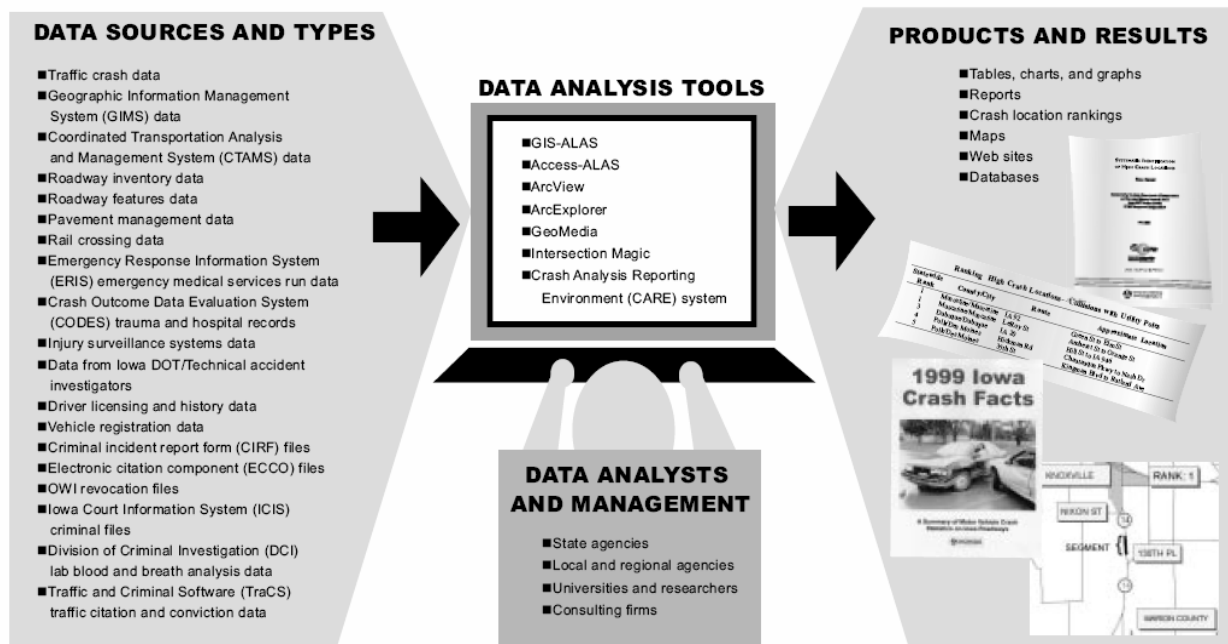 DATA SOURCES AND TYPES
■Traffic crash data
■Geographic Information Management
System (GIMS) data
■Coordinated Transportation Analysis
and Management System (CTAMS) data
■Roadway inventory data
■Roadway features data
■Pavement management data
■Rail crossing data
■Emergency Response Information System
(ERIS) emergency medical services run data
■Crash Outcome Data Evaluation System
(CODES) trauma and hospital records
■Injury surveillance systems data
■Data from Iowa DOT/Technical accident
investigators
■Driver licensing and history data
■Vehicle registration data
■Criminal incident report form (CIRF) files
■Electronic citation component (ECCO) files
■OWI revocation files
■Iowa Court Information System (ICIS)
criminal files
■Division of Criminal Investigation (DCI)
lab blood and breath analysis data
■Traffic and Criminal Software (TraCS)
traffic citation and conviction data
DATA ANALYSIS TOOLS
■GIS-ALAS
■Access-ALAS
■ArcView
■ArcExplorer
■GeoMedia
■Intersection Magic
■Crash Analysis Reporting
Environment (CARE) system
DATA ANALYSTS
AND MANAGEMENT
■State agencies
■Local and regional agencies
■Universities and researchers
■Consulting firms
PRODUCTS AND RESULTS
■Tables, charts, and graphs
■Reports
■Crash location rankings
■Maps
■Web sites
■Databases
Ranking High Crash Locations - Collisions with Utility
Statewide
Rank County/City Route Approximate Location
1999 Iowa
Crash Facts
A Summary of Motor Vehicle Crash
KNOXVILLE
RANK: 1
NIXON ST
14
SEGMENT
MARION COUNTY